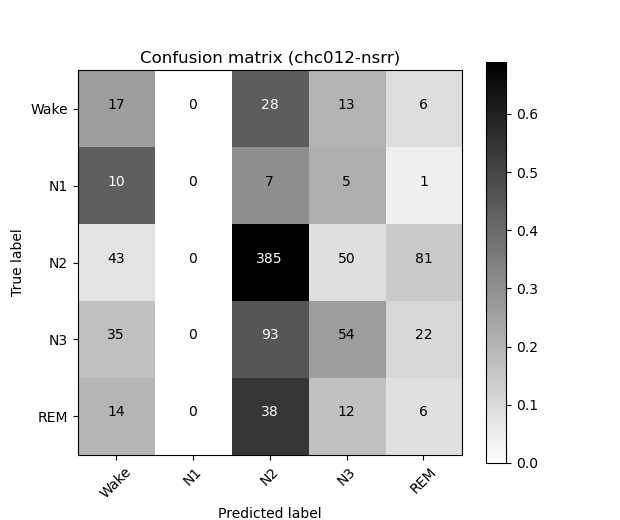 Confusion matrix (chc012-nsrr)
True label
Wake 17 0 28 13 6
N1 10 0 7 5 1
N2 43 0 385 50 81
N3 35 0 93 54 22
REM 14 0 38 12 6
Wake N1 N2 N3 REM
Predicted label
0.6
0.5
0.4
0.3
0.2
0.1
0.0